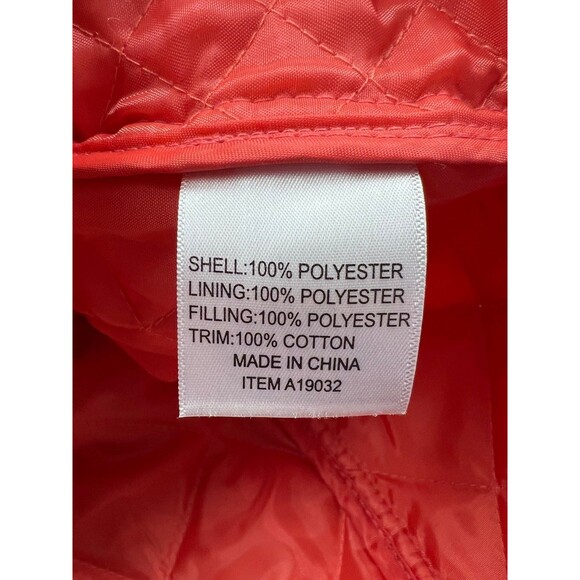 SHELL:100% POLYESTER
LINING:100% POLYESTER
FILLING:100% POLYESTER
TRIM:100% COTTON
MADE IN CHINA
ITEM A19032